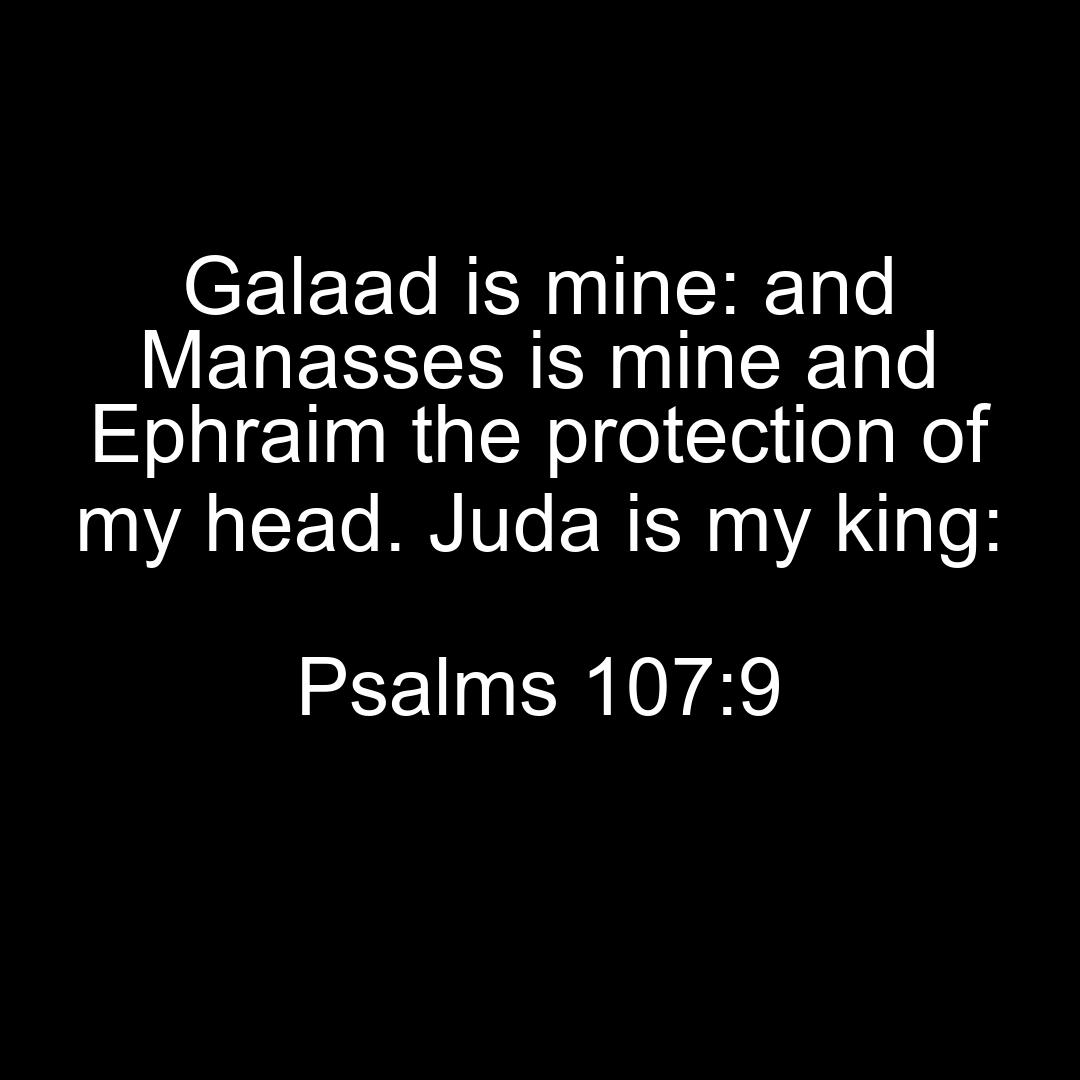 Galaad is mine: and
Manasses is mine and
Ephraim the protection of
my head. Juda is my king:
Psalms 107:9